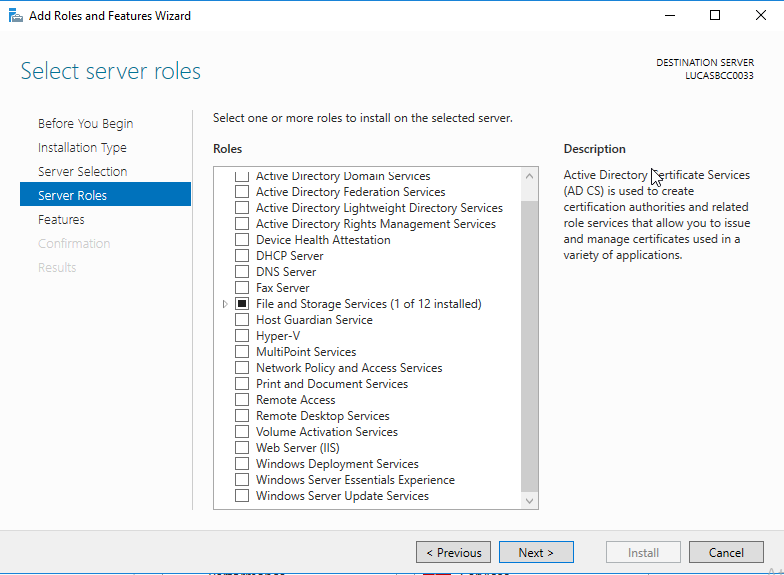 Add Roles and Features Wizard
Select server roles
DESTINATION SERVER
LUCASBCC0033
Before You Begin
Installation Type
Server Selection
Server Roles
Features
Confirmation
Results
Select one or more roles to install on the selected server.
Roles
Active Directory Domain Services
Active Directory Federation Services
Active Directory Lightweight Directory Services
Active Directory Rights Management Services
Device Health Attestation
DHCP Server
DNS Server
Fax Server
File and Storage Services (1 of 12 installed)
Host Guardian Service
Hyper-V
MultiPoint Services
Network Policy and Access Services
Print and Document Services
Remote Access
Remote Desktop Services
Volume Activation Services
Web Server (IIS)
Windows Deployment Services
Windows Server Essentials Experience
Windows Server Update Services
Description
Active Directory Certificate Services
(AD CS) is used to create
certification authorities and related
role services that allow you to issue
and manage certificates used in a
variety of applications.
< Previous
Next >
Install
Cancel